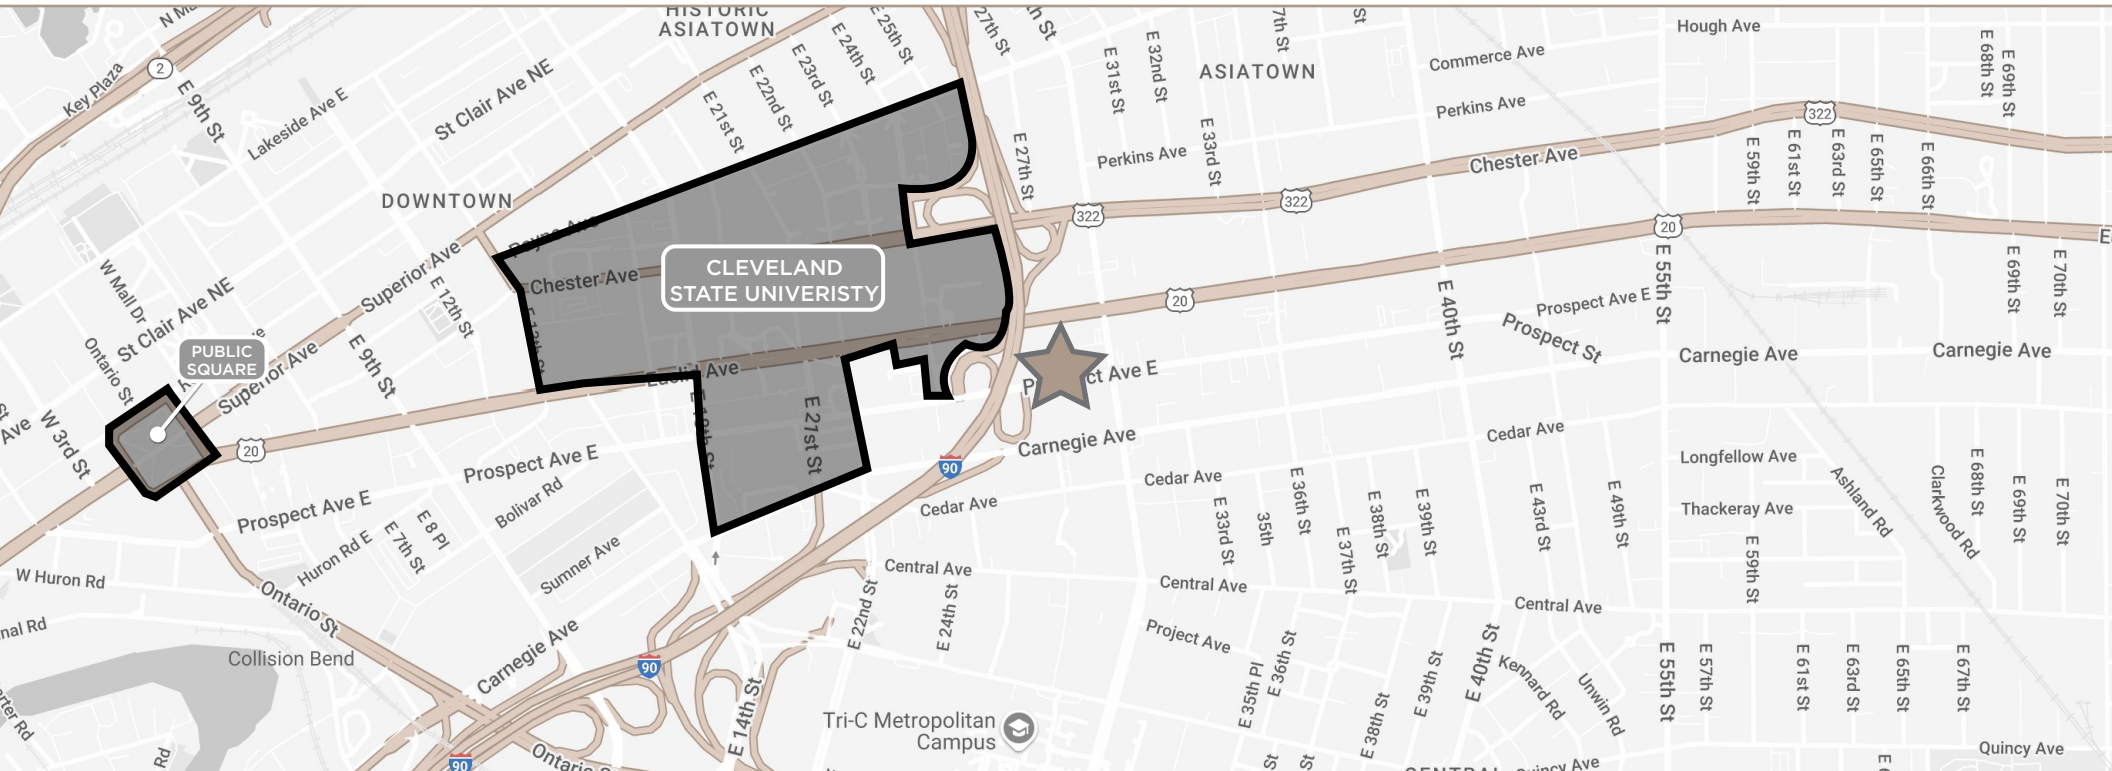 HISTORIC
ASIATOWN
E 25th St
E 24th St
E 23rd St
E 22nd St
E 21st St
27th St
E 31st St
E 32nd St
ASIATOWN
Commerce Ave
Hough Ave
E 68th St
E 69th St
2
Key Plaza
E 9th St
Lakeside Ave E
St Clair Ave NE
Perkins Ave
322
E 27th St
Perkins Ave
E 33rd St
Chester Ave
E 59th St
E 61st St
E 63rd St
E 65th St
E 66th St
DOWNTOWN
Payne Ave
322
322
20
Superior Ave
Chester Ave
CLEVELAND
STATE UNIVERISTY
W Mall Dr
St Clair Ave NE
E 12th St
20
E 40th St
Prospect Ave E
E 55th St
E 69th St
E 70th St
Ontario St
PUBLIC
SQUARE
Superior Ave
E 9th St
Euclid Ave
Prospect St
Carnegie Ave
Carnegie Ave
W 3rd St
Ave
20
Prospect Ave E
E 21st St
90
Carnegie Ave
Cedar Ave
Cedar Ave
Cedar Ave
Longfellow Ave
Thackeray Ave
Ashland Rd
Clarkwood Rd
E 68th St
E 69th St
E 70th St
Prospect Ave E
Bolivar Rd
Huron Rd E
E 7th St
E 8 Pl
Sumner Ave
E 33rd St
35th
E 36th St
E 37th St
E 38th St
E 39th St
E 43rd St
E 49th St
E 59th St
W Huron Rd
Ontario St
Central Ave
Central Ave
Central Ave
E 22nd St
E 24th St
Project Ave
Collision Bend
Carnegie Ave
90
E 14th St
E 35th Pl
E 36th St
E 38th St
E 39th St
E 40th St
Kennard Rd
Unwin Rd
E 55th St
E 57th St
E 61st St
E 63rd St
E 65th St
E 67th St
Tri-C Metropolitan
Campus
90
Quincy Ave